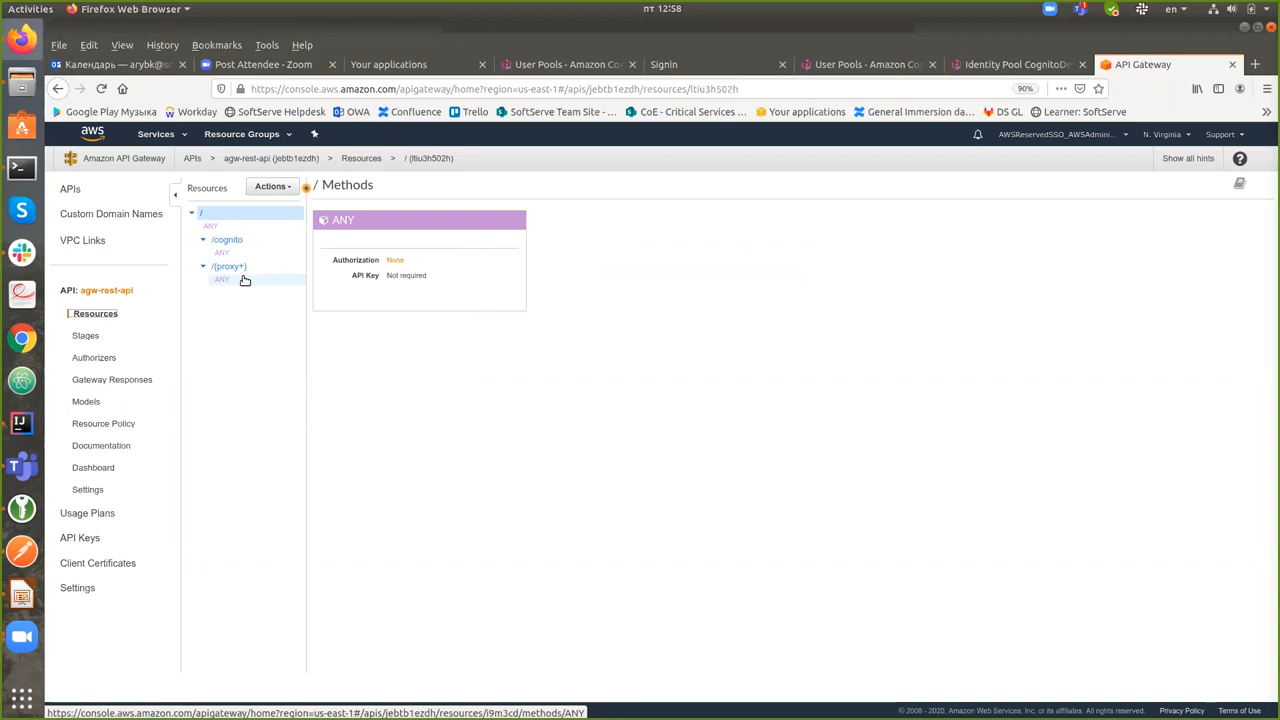 Activities
Firefox Web Browser
пт 12:58
en
File Edit View History Bookmarks Tools Help
Календарь — arybk@s
Post Attendee - Zoom
Your applications
User Pools - Amazon Co
Signin
User Pools - Amazon Co
Identity Pool CognitoDe
API Gateway
https://console.aws.amazon.com/apigateway/home?region=us-east-1#/apis/jebtb1ezdh/resources/ltiu3h502h
90%
Google Play Музыка
Workday
SoftServe Helpdesk
OWA
Confluence
Trello
SoftServe Team Site -...
CoE - Critical Services ...
Your applications
General Immersion da...
DS GL
Learner: SoftServe
aws
Services
Resource Groups
AWSReservedSSO_AWSAdmini...
N. Virginia
Support
Amazon API Gateway
APIs > agw-rest-api (jebtb1ezdh) > Resources > / (ltiu3h502h)
Show all hints
APIs
Custom Domain Names
VPC Links
API: agw-rest-api
Resources
Stages
Authorizers
Gateway Responses
Models
Resource Policy
Documentation
Dashboard
Settings
Usage Plans
API Keys
Client Certificates
Settings
Resources
Actions
/
ANY
/cognito
ANY
/{proxy+}
ANY
/ Methods
ANY
Authorization None
API Key Not required
https://console.aws.amazon.com/apigateway/home?region=us-east-1#/apis/jebtb1ezdh/resources/i9m3cd/methods/ANY
© 2008 - 2020, Amazon Web Services, Inc. or its affiliates. All rights reserved.
Privacy Policy
Terms of Use